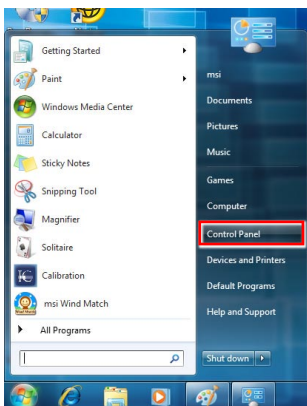 Getting Started
Paint
Windows Media Center
Calculator
Sticky Notes
Snipping Tool
Magnifier
Solitaire
Calibration
msi Wind Match
All Programs
msi
Documents
Pictures
Music
Games
Computer
Control Panel
Devices and Printers
Default Programs
Help and Support
Shut down